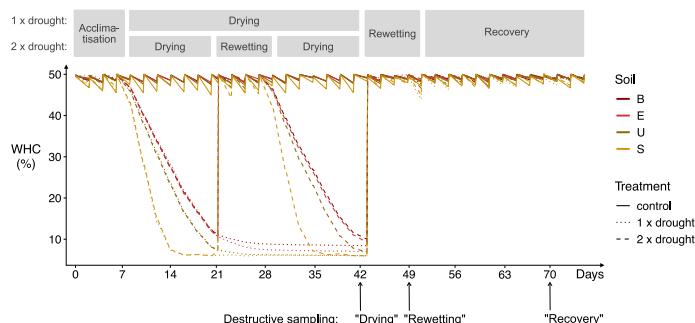 1 x drought:
Acclima-
tisation
Drying
Rewetting
Recovery
2 x drought:
Drying
Rewetting
Drying
WHC
(%)
50
40
30
20
10
0
7
14
21
28
35
42
49
56
63
70
Days
Soil
B
E
U
S
Treatment
control
1 x drought
2 x drought
Destructive sampling: "Drying" "Rewetting" "Recovery"